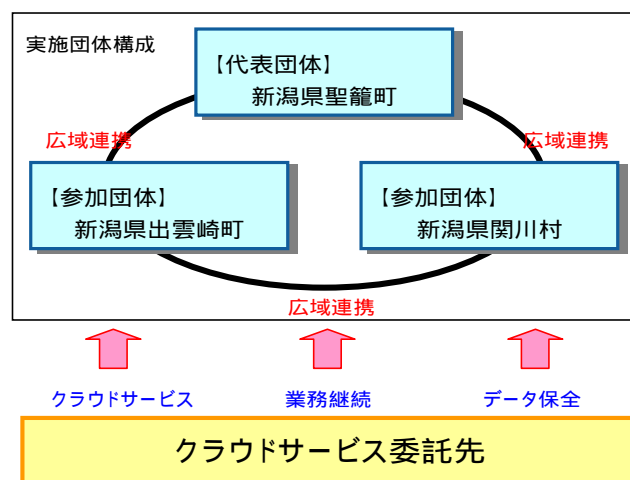 実施団体構成
【代表団体】
新潟県聖籠町
広域連携
広域連携
【参加団体】
新潟県出雲崎町
【参加団体】
新潟県関川村
広域連携
クラウドサービス
業務継続
データ保全
クラウドサービス委託先